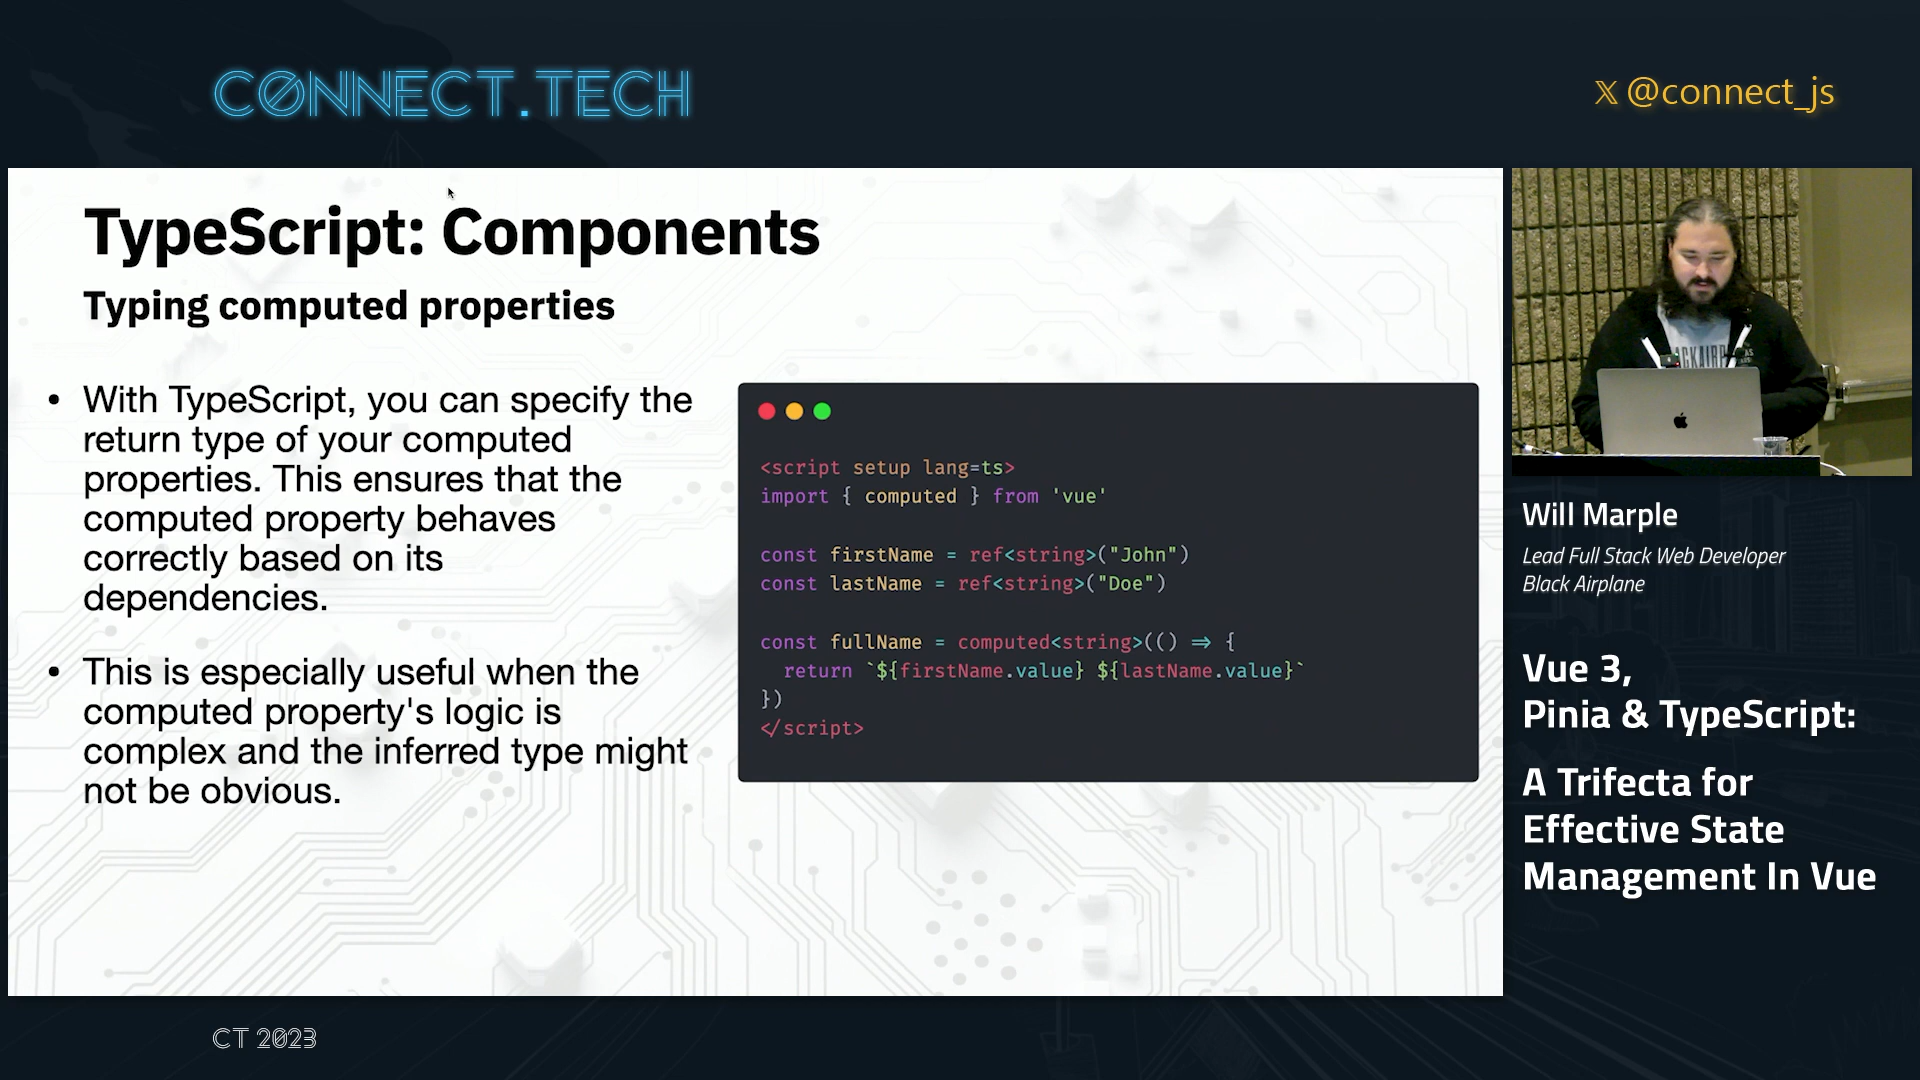 CONNECT.TECH
𝕏 @connect_js
TypeScript: Components
Typing computed properties
• With TypeScript, you can specify the
return type of your computed
properties. This ensures that the
computed property behaves
correctly based on its
dependencies.
• This is especially useful when the
computed property's logic is
complex and the inferred type might
not be obvious.
<script setup lang=ts>
import { computed } from 'vue'
const firstName = ref<string>("John")
const lastName = ref<string>("Doe")
const fullName = computed<string>(() => {
return `${firstName.value} ${lastName.value}`
})
</script>
Will Marple
Lead Full Stack Web Developer
Black Airplane
Vue 3,
Pinia & TypeScript:
A Trifecta for
Effective State
Management In Vue
CT 2023